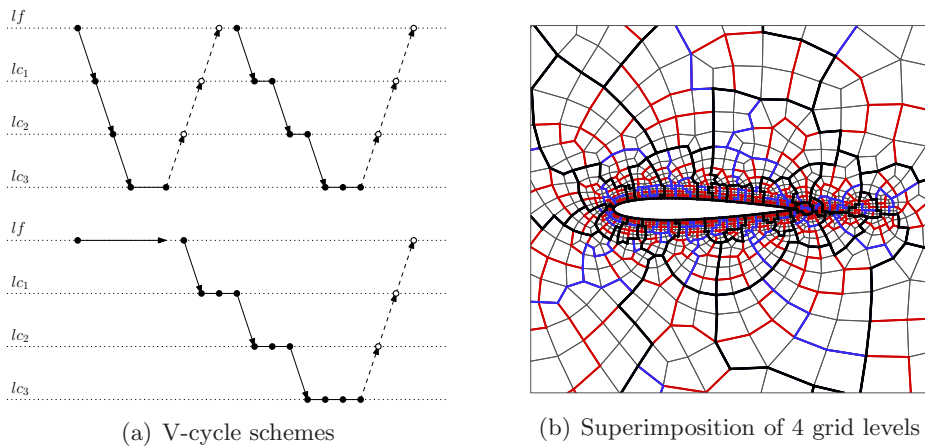 lf
lc1
lc2
lc3
lf
lc1
lc2
lc3
(a) V-cycle schemes
(b) Superimposition of 4 grid levels